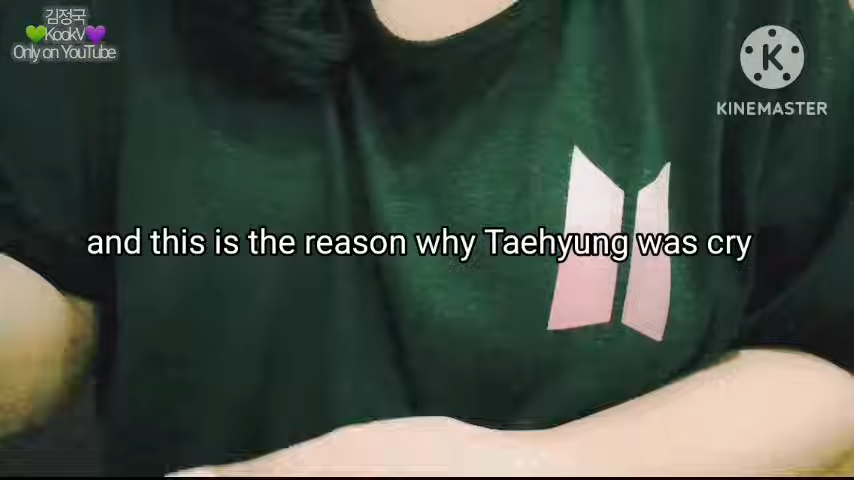 김정국
💚KookV💜
Only on YouTube
KINEMASTER
and this is the reason why Taehyung was cry